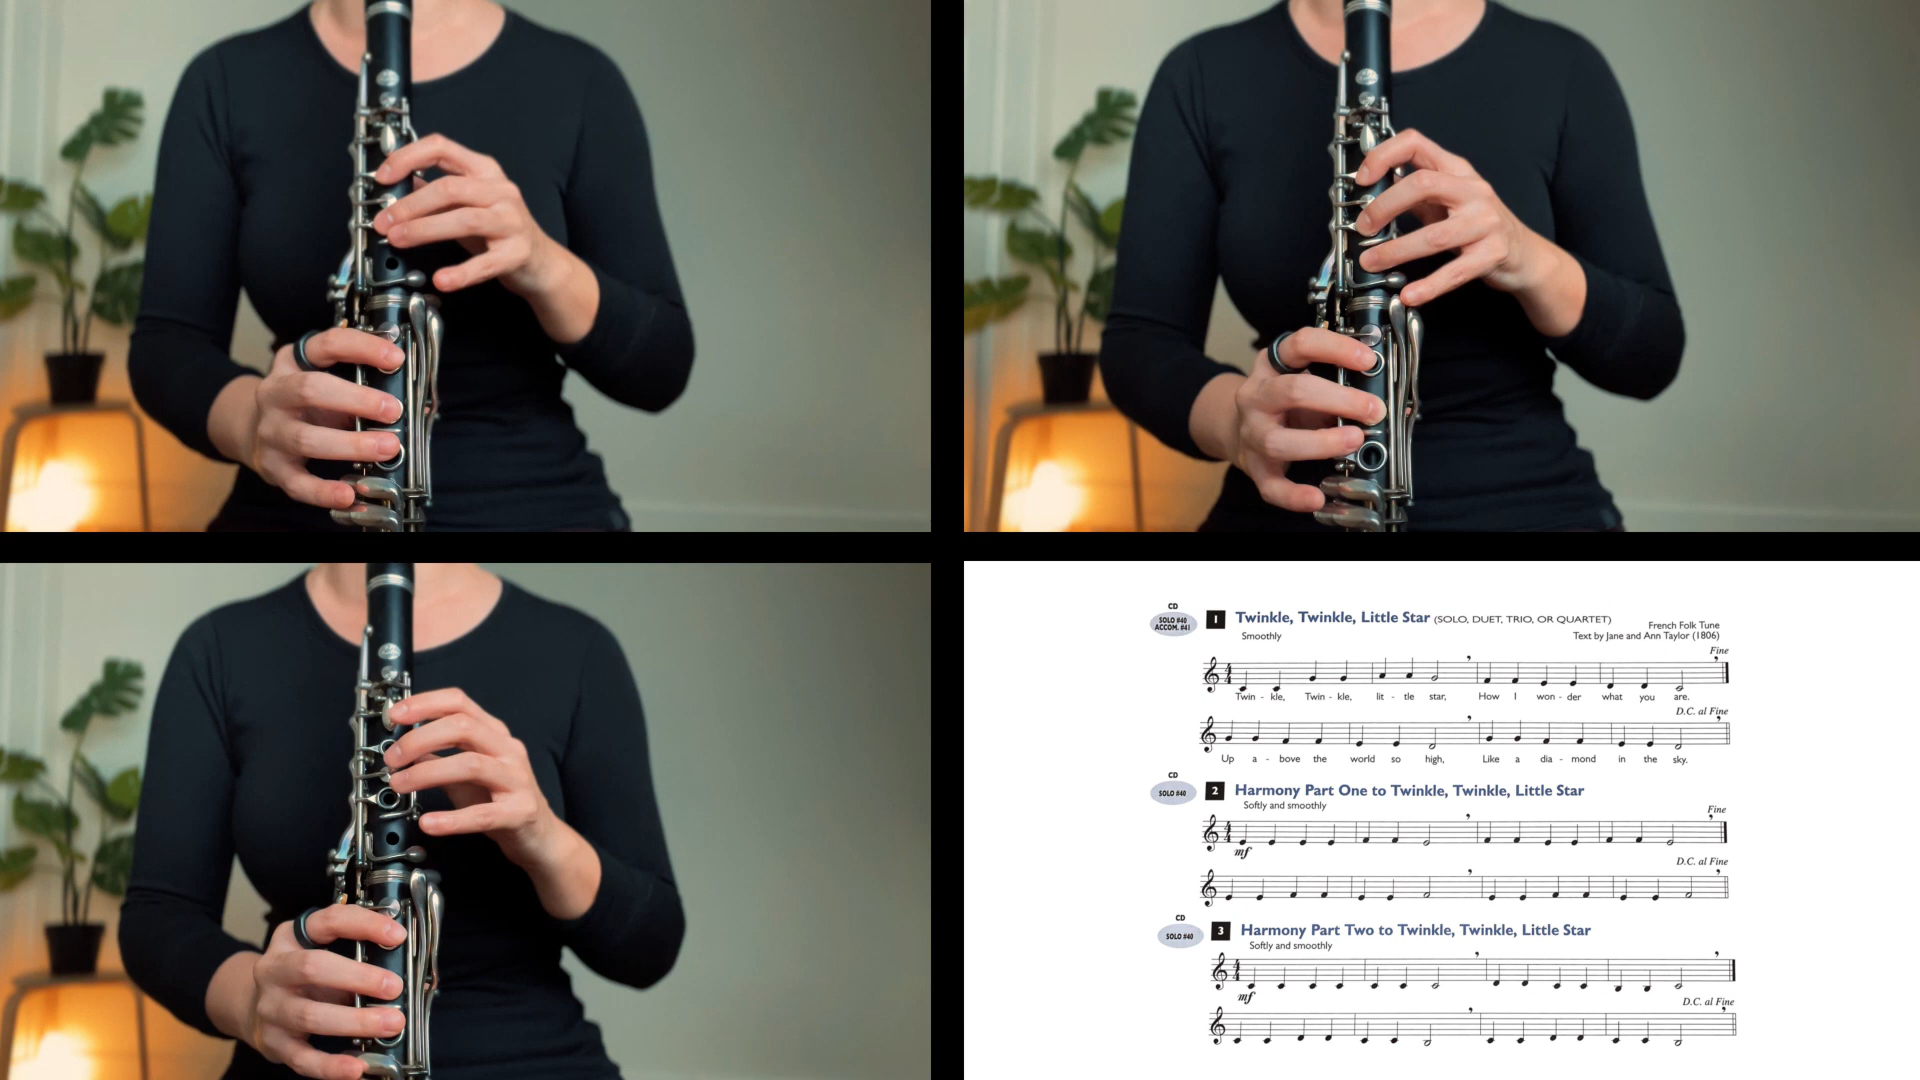 CD
SOLO #40
ACCOM. #41
1 Twinkle, Twinkle, Little Star (SOLO, DUET, TRIO, OR QUARTET)
Smoothly
French Folk Tune
Text by Jane and Ann Taylor (1806)
Fine
Twin - kle, Twin - kle, lit - tle star, How I won - der what you are.
D.C. al Fine
Up a - bove the world so high, Like a dia - mond in the sky.
CD
SOLO #40
2 Harmony Part One to Twinkle, Twinkle, Little Star
Softly and smoothly
Fine
mf
D.C. al Fine
CD
SOLO #40
3 Harmony Part Two to Twinkle, Twinkle, Little Star
Softly and smoothly
mf
D.C. al Fine